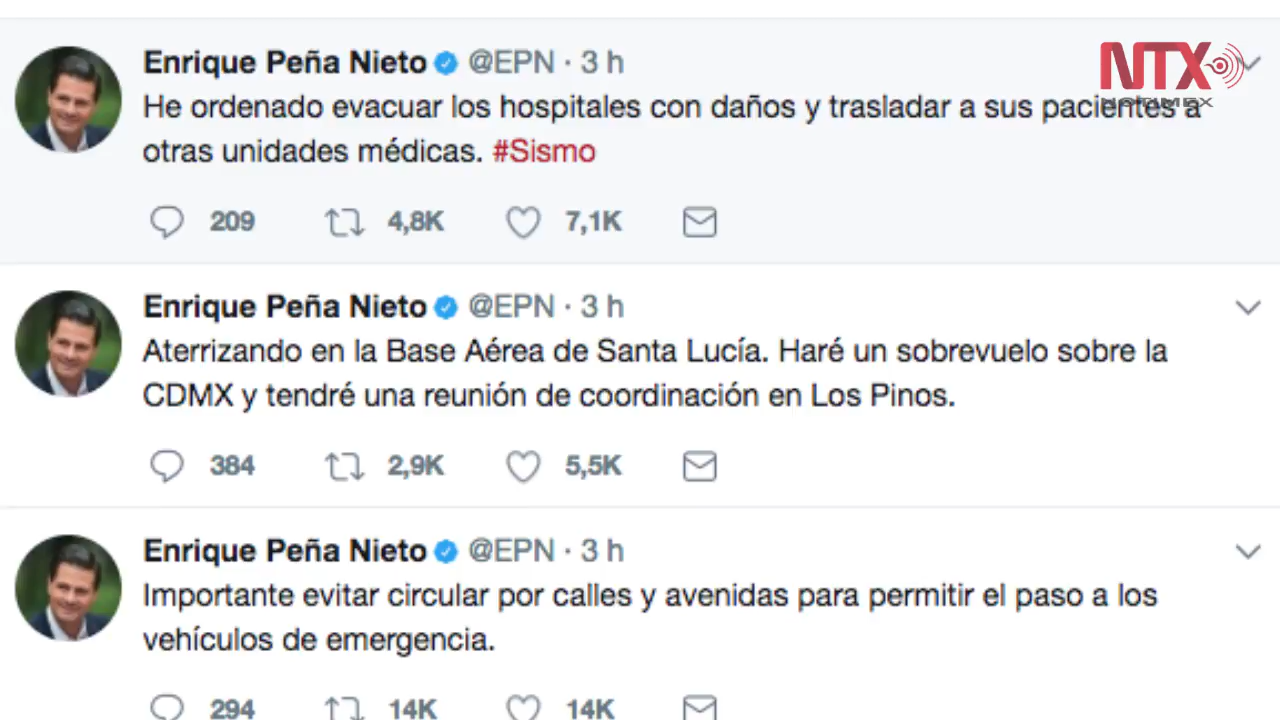 Enrique Peña Nieto @EPN · 3 h
NTX
NOTIMEX
He ordenado evacuar los hospitales con daños y trasladar a sus pacientes a
otras unidades médicas. #Sismo
209 4,8K 7,1K
Enrique Peña Nieto @EPN · 3 h
Aterrizando en la Base Aérea de Santa Lucía. Haré un sobrevuelo sobre la
CDMX y tendré una reunión de coordinación en Los Pinos.
384 2,9K 5,5K
Enrique Peña Nieto @EPN · 3 h
Importante evitar circular por calles y avenidas para permitir el paso a los
vehículos de emergencia.
294 14K 14K